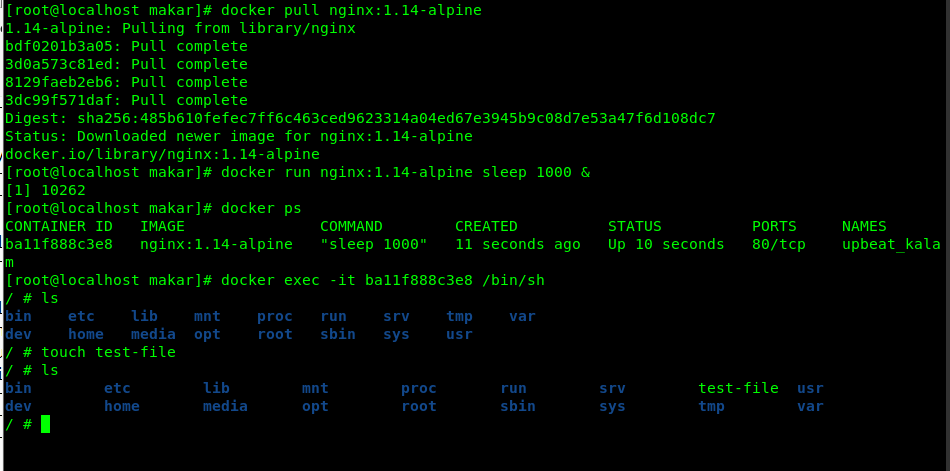 [root@localhost makar]# docker pull nginx:1.14-alpine
1.14-alpine: Pulling from library/nginx
bdf0201b3a05: Pull complete
3d0a573c81ed: Pull complete
8129faeb2eb6: Pull complete
3dc99f571daf: Pull complete
Digest: sha256:485b610fefec7ff6c463ced9623314a04ed67e3945b9c08d7e53a47f6d108dc7
Status: Downloaded newer image for nginx:1.14-alpine
docker.io/library/nginx:1.14-alpine
[root@localhost makar]# docker run nginx:1.14-alpine sleep 1000 &
[1] 10262
[root@localhost makar]# docker ps
CONTAINER ID   IMAGE               COMMAND        CREATED          STATUS          PORTS     NAMES
ba11f888c3e8   nginx:1.14-alpine   "sleep 1000"   11 seconds ago   Up 10 seconds   80/tcp    upbeat_kala
m
[root@localhost makar]# docker exec -it ba11f888c3e8 /bin/sh
/ # ls
bin    etc    lib    mnt    proc   run    srv    tmp    var
dev    home   media  opt    root   sbin   sys    usr
/ # touch test-file
/ # ls
bin        etc        lib        mnt        proc       run        srv        test-file  usr
dev        home       media      opt        root       sbin       sys        tmp        var
/ #